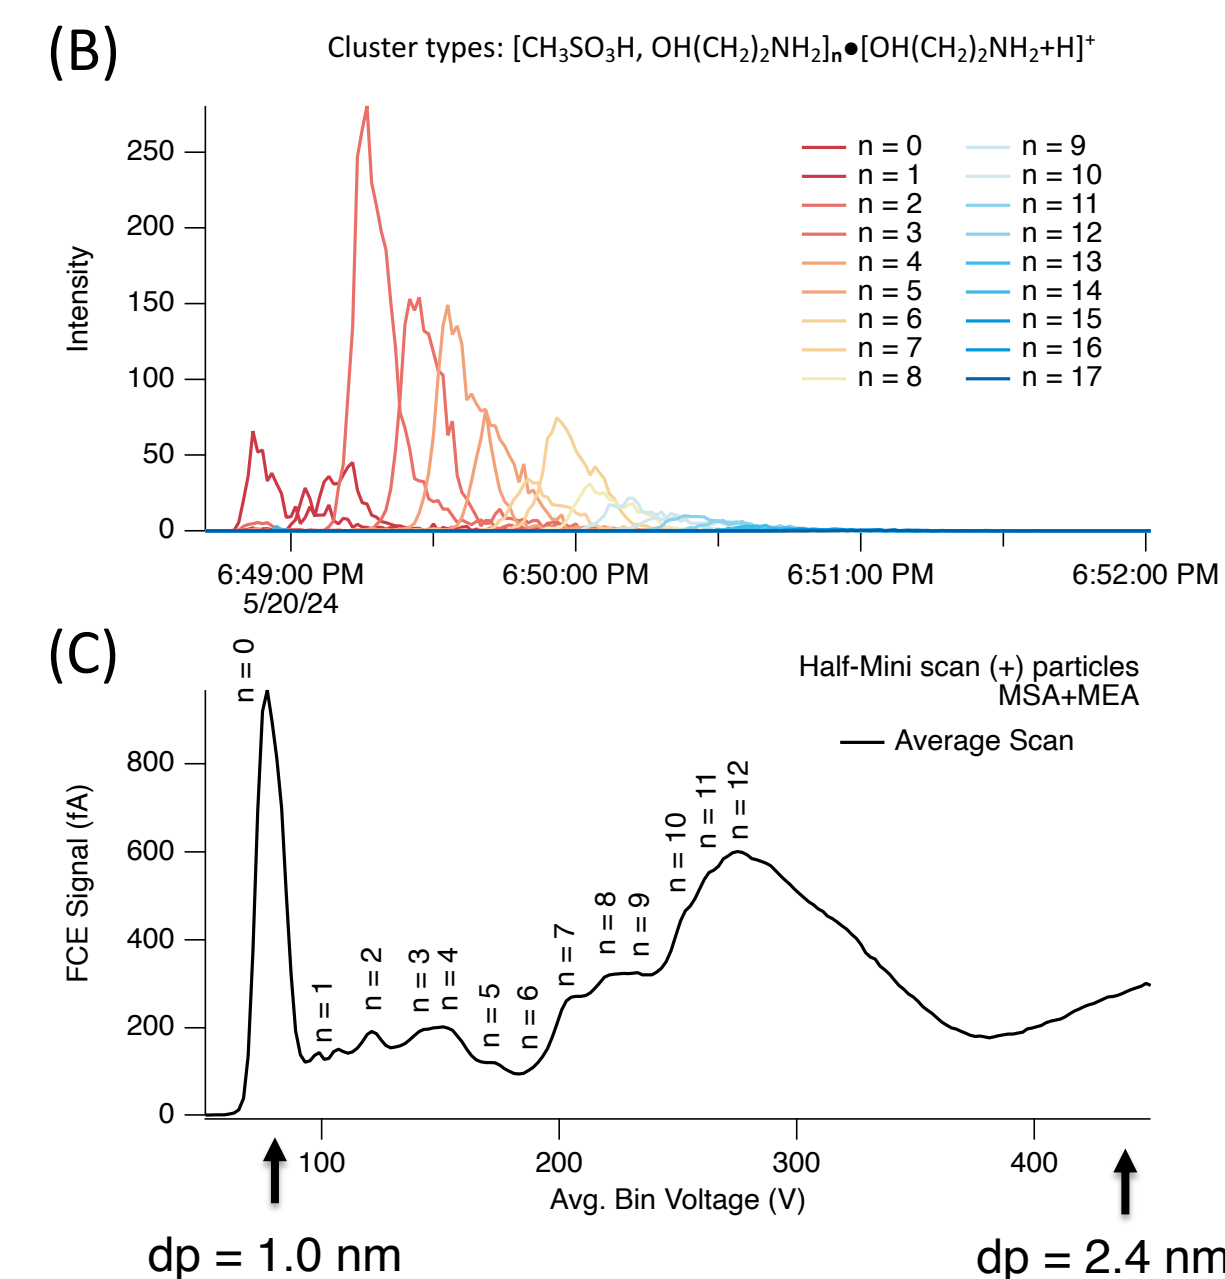 (B)
Cluster types: [CH₃SO₃H, OH(CH₂)₂NH₂]ₙ●[OH(CH₂)₂NH₂+H]⁺
Intensity
250
200
150
100
50
0
n = 0
n = 1
n = 2
n = 3
n = 4
n = 5
n = 6
n = 7
n = 8
n = 9
n = 10
n = 11
n = 12
n = 13
n = 14
n = 15
n = 16
n = 17
6:49:00 PM 6:50:00 PM 6:51:00 PM 6:52:00 PM
5/20/24
(C)
Half-Mini scan (+) particles
MSA+MEA
Average Scan
FCE Signal (fA)
800
600
400
200
0
n = 0
n = 1
n = 2
n = 3
n = 4
n = 5
n = 6
n = 7
n = 8
n = 9
n = 10
n = 11
n = 12
100 200 300 400
Avg. Bin Voltage (V)
dp = 1.0 nm dp = 2.4 nm